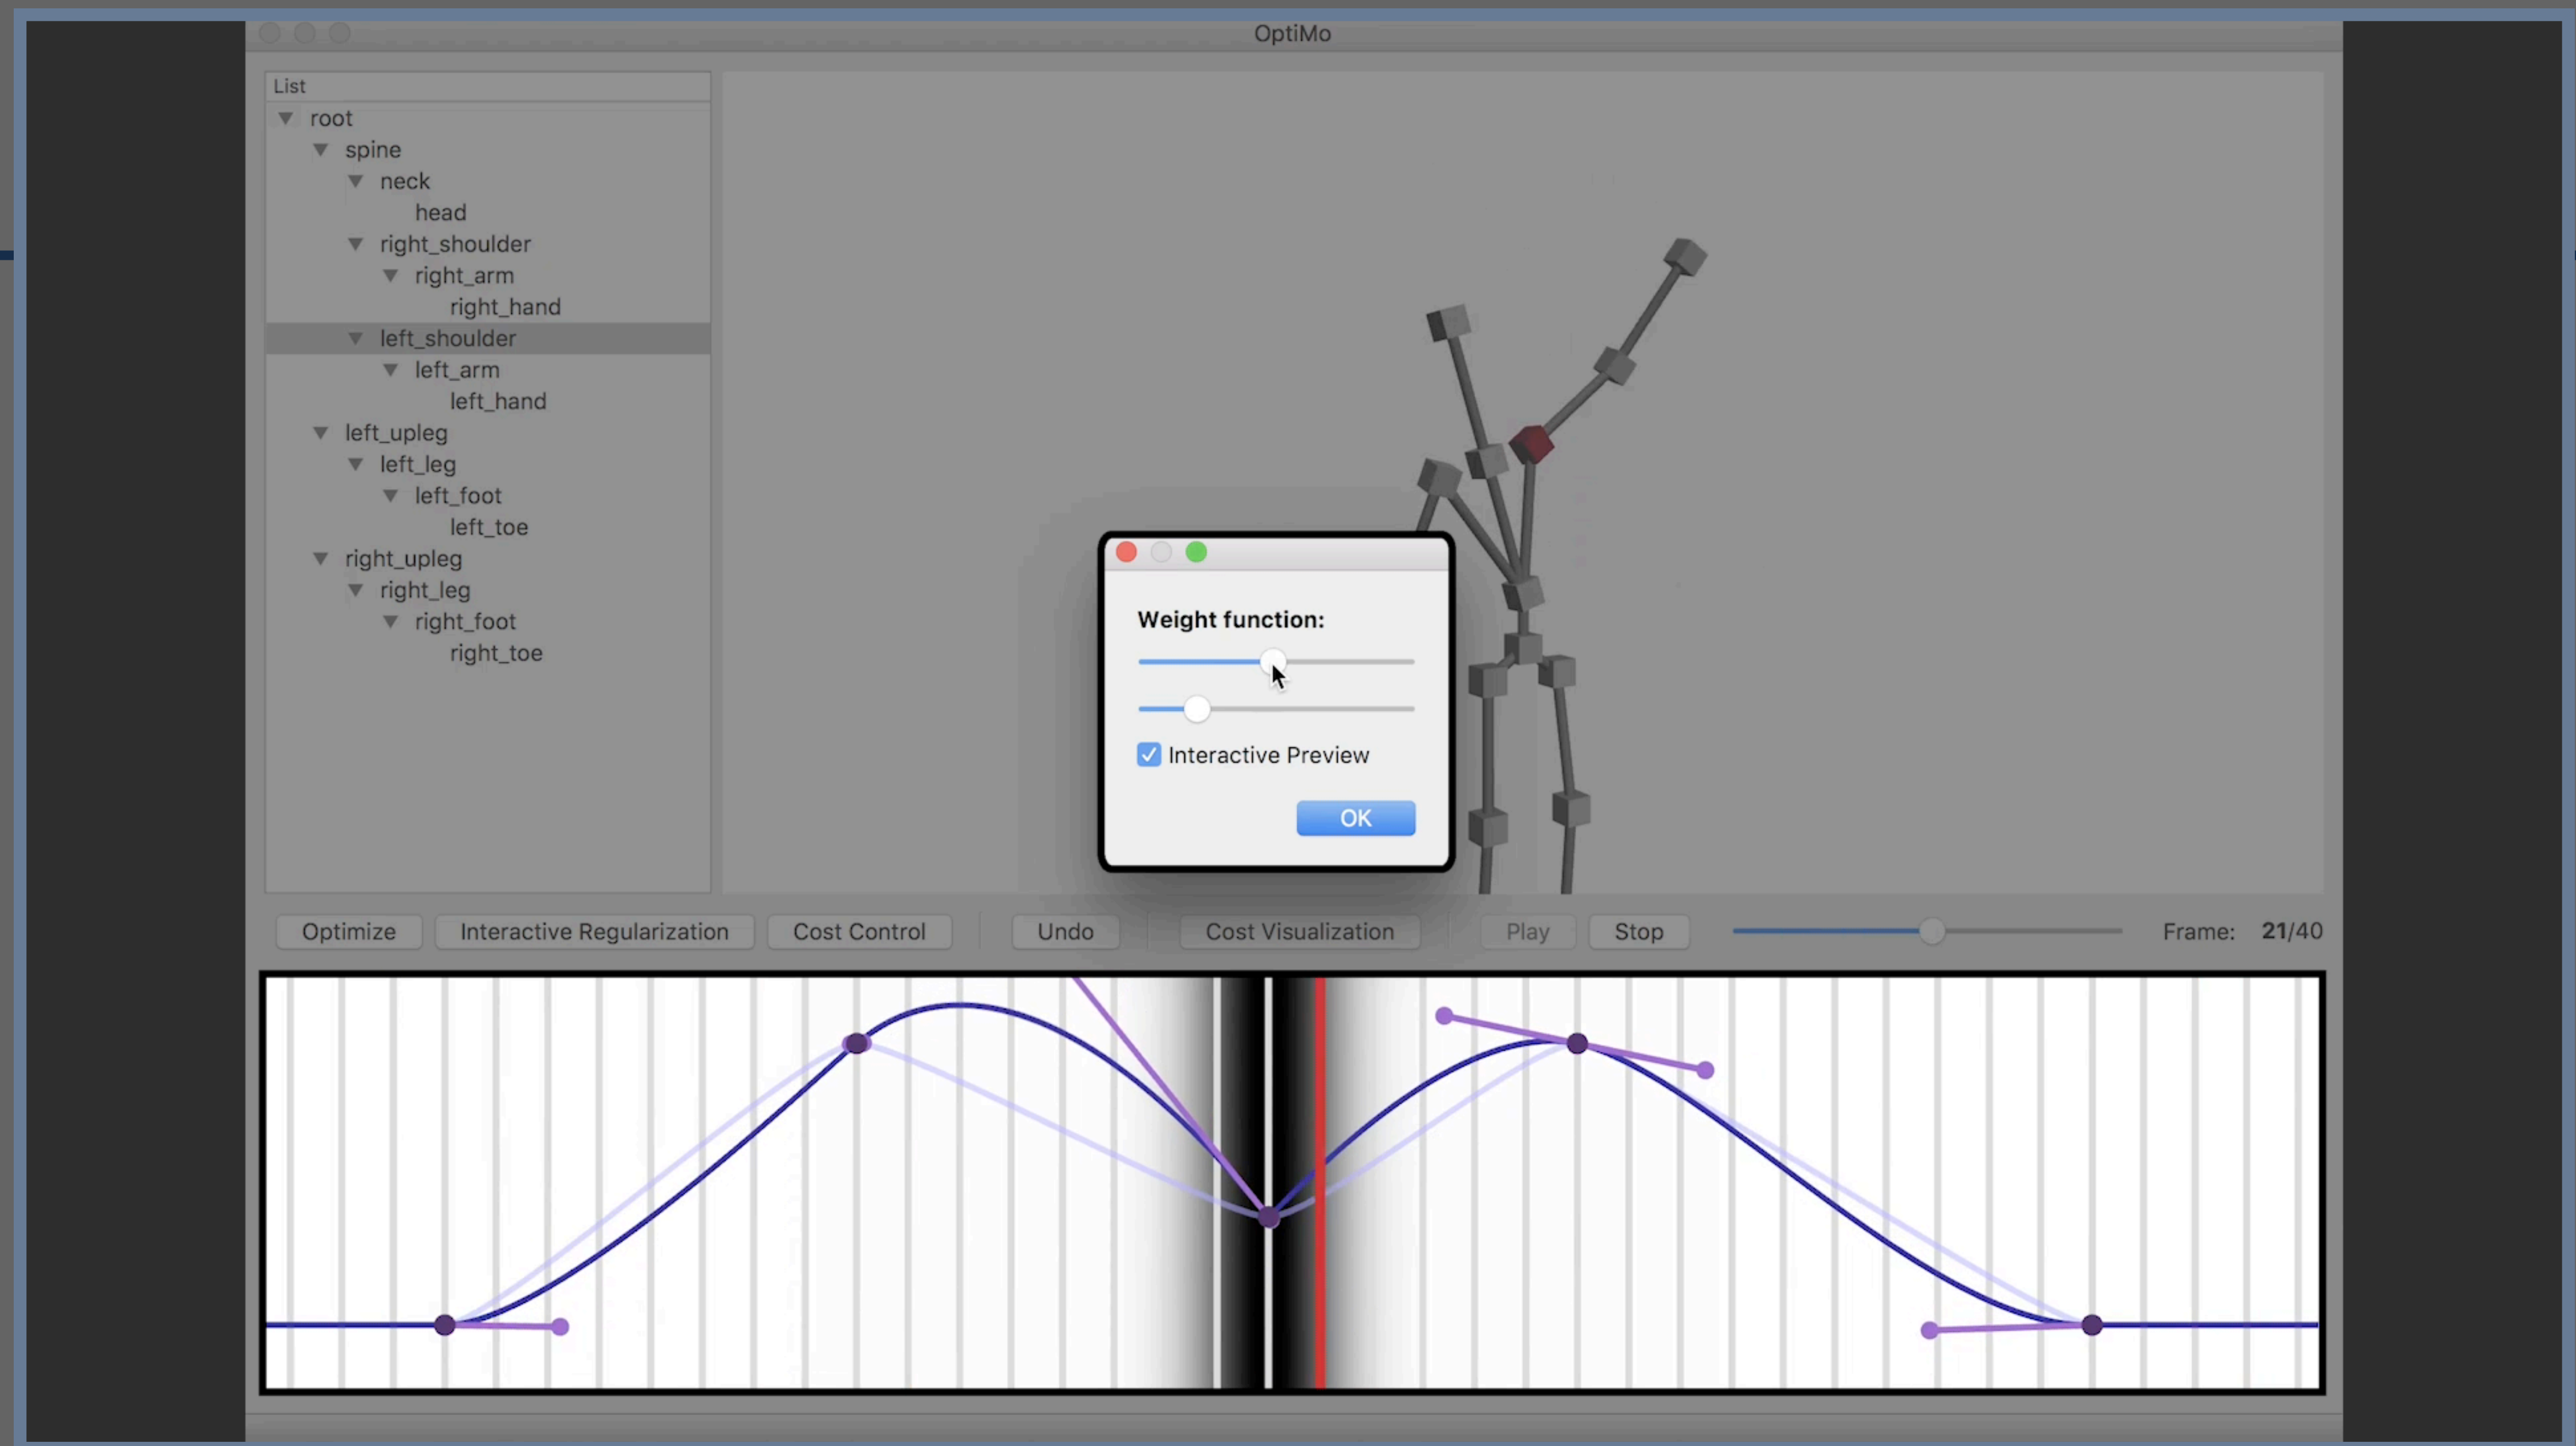 OptiMo
List
root
spine
neck
head
right_shoulder
right_arm
right_hand
left_shoulder
left_arm
left_hand
left_upleg
left_leg
left_foot
left_toe
right_upleg
right_leg
right_foot
right_toe
Weight function:
Interactive Preview
OK
Optimize Interactive Regularization Cost Control Undo Cost Visualization Play Stop Frame: 21/40